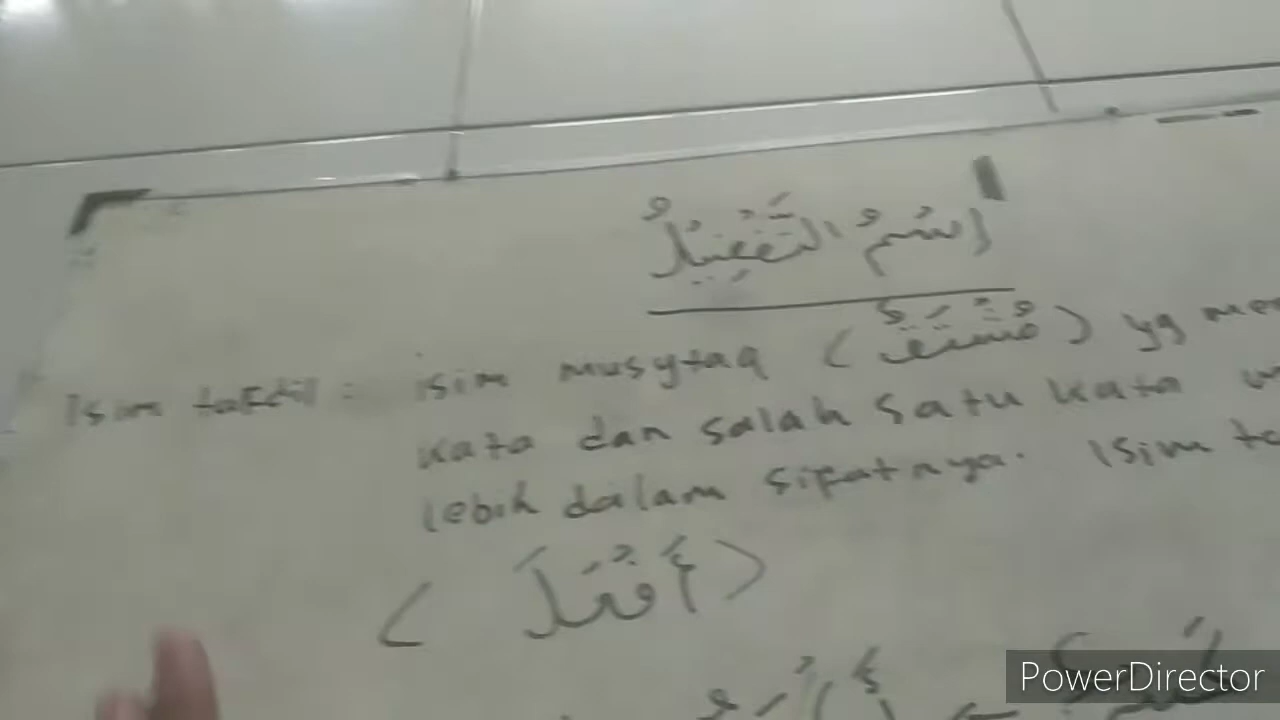 اِسْمُ التَّفْضِيْلُ
Isim tafdil : isim musytaq (مُشْتَقٌّ) yg
kata dan salah satu kata
lebih dalam sifatnya. Isim
(أَفْعَلَ)
PowerDirector